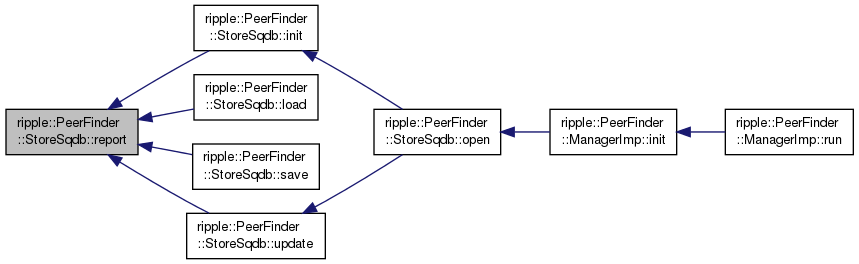 ripple::PeerFinder
::StoreSqdb::report
ripple::PeerFinder
::StoreSqdb::init
ripple::PeerFinder
::StoreSqdb::load
ripple::PeerFinder
::StoreSqdb::save
ripple::PeerFinder
::StoreSqdb::update
ripple::PeerFinder
::StoreSqdb::open
ripple::PeerFinder
::ManagerImp::init
ripple::PeerFinder
::ManagerImp::run